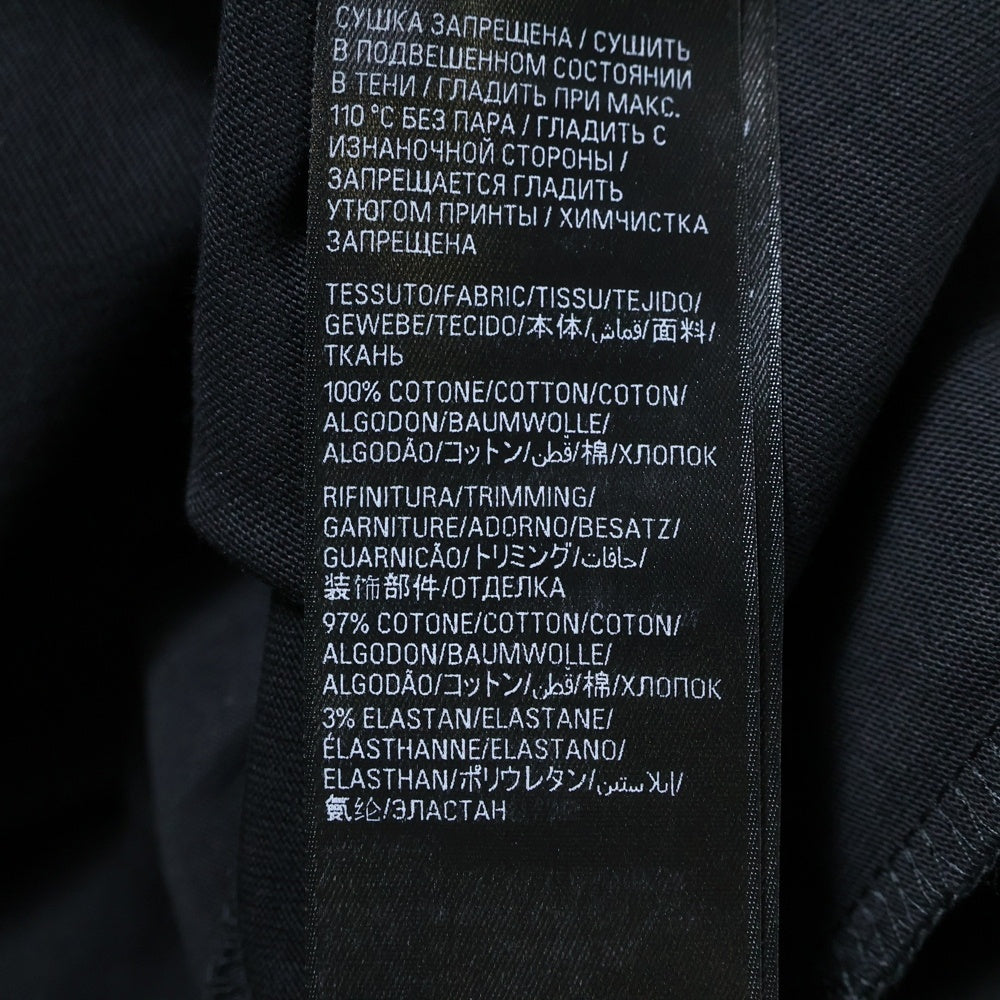 СУШКА ЗАПРЕЩЕНА / СУШИТЬ
В ПОДВЕШЕННОМ СОСТОЯНИИ
В ТЕНИ / ГЛАДИТЬ ПРИ МАКС.
110 °C БЕЗ ПАРА / ГЛАДИТЬ С
ИЗНАНОЧНОЙ СТОРОНЫ /
ЗАПРЕЩАЕТСЯ ГЛАДИТЬ
УТЮГОМ ПРИНТЫ / ХИМЧИСТКА
ЗАПРЕЩЕНА
TESSUTO/FABRIC/TISSU/TEJIDO/
GEWEBE/TECIDO/本体/قماش/面料/
ТКАНЬ
100% COTONE/COTTON/COTON/
ALGODON/BAUMWOLLE/
ALGODÃO/コットン/قطن/棉/ХЛОПОК
RIFINITURA/TRIMMING/
GARNITURE/ADORNO/BESATZ/
GUARNICÃO/トリミング/حافات/
装饰部件/ОТДЕЛКА
97% COTONE/COTTON/COTON/
ALGODON/BAUMWOLLE/
ALGODÃO/コットン/قطن/棉/ХЛОПОК
3% ELASTAN/ELASTANE/
ÉLASTHANNE/ELASTANO/
ELASTHAN/ポリウレタン/إيلاستين/
氨纶/ЭЛАСТАН